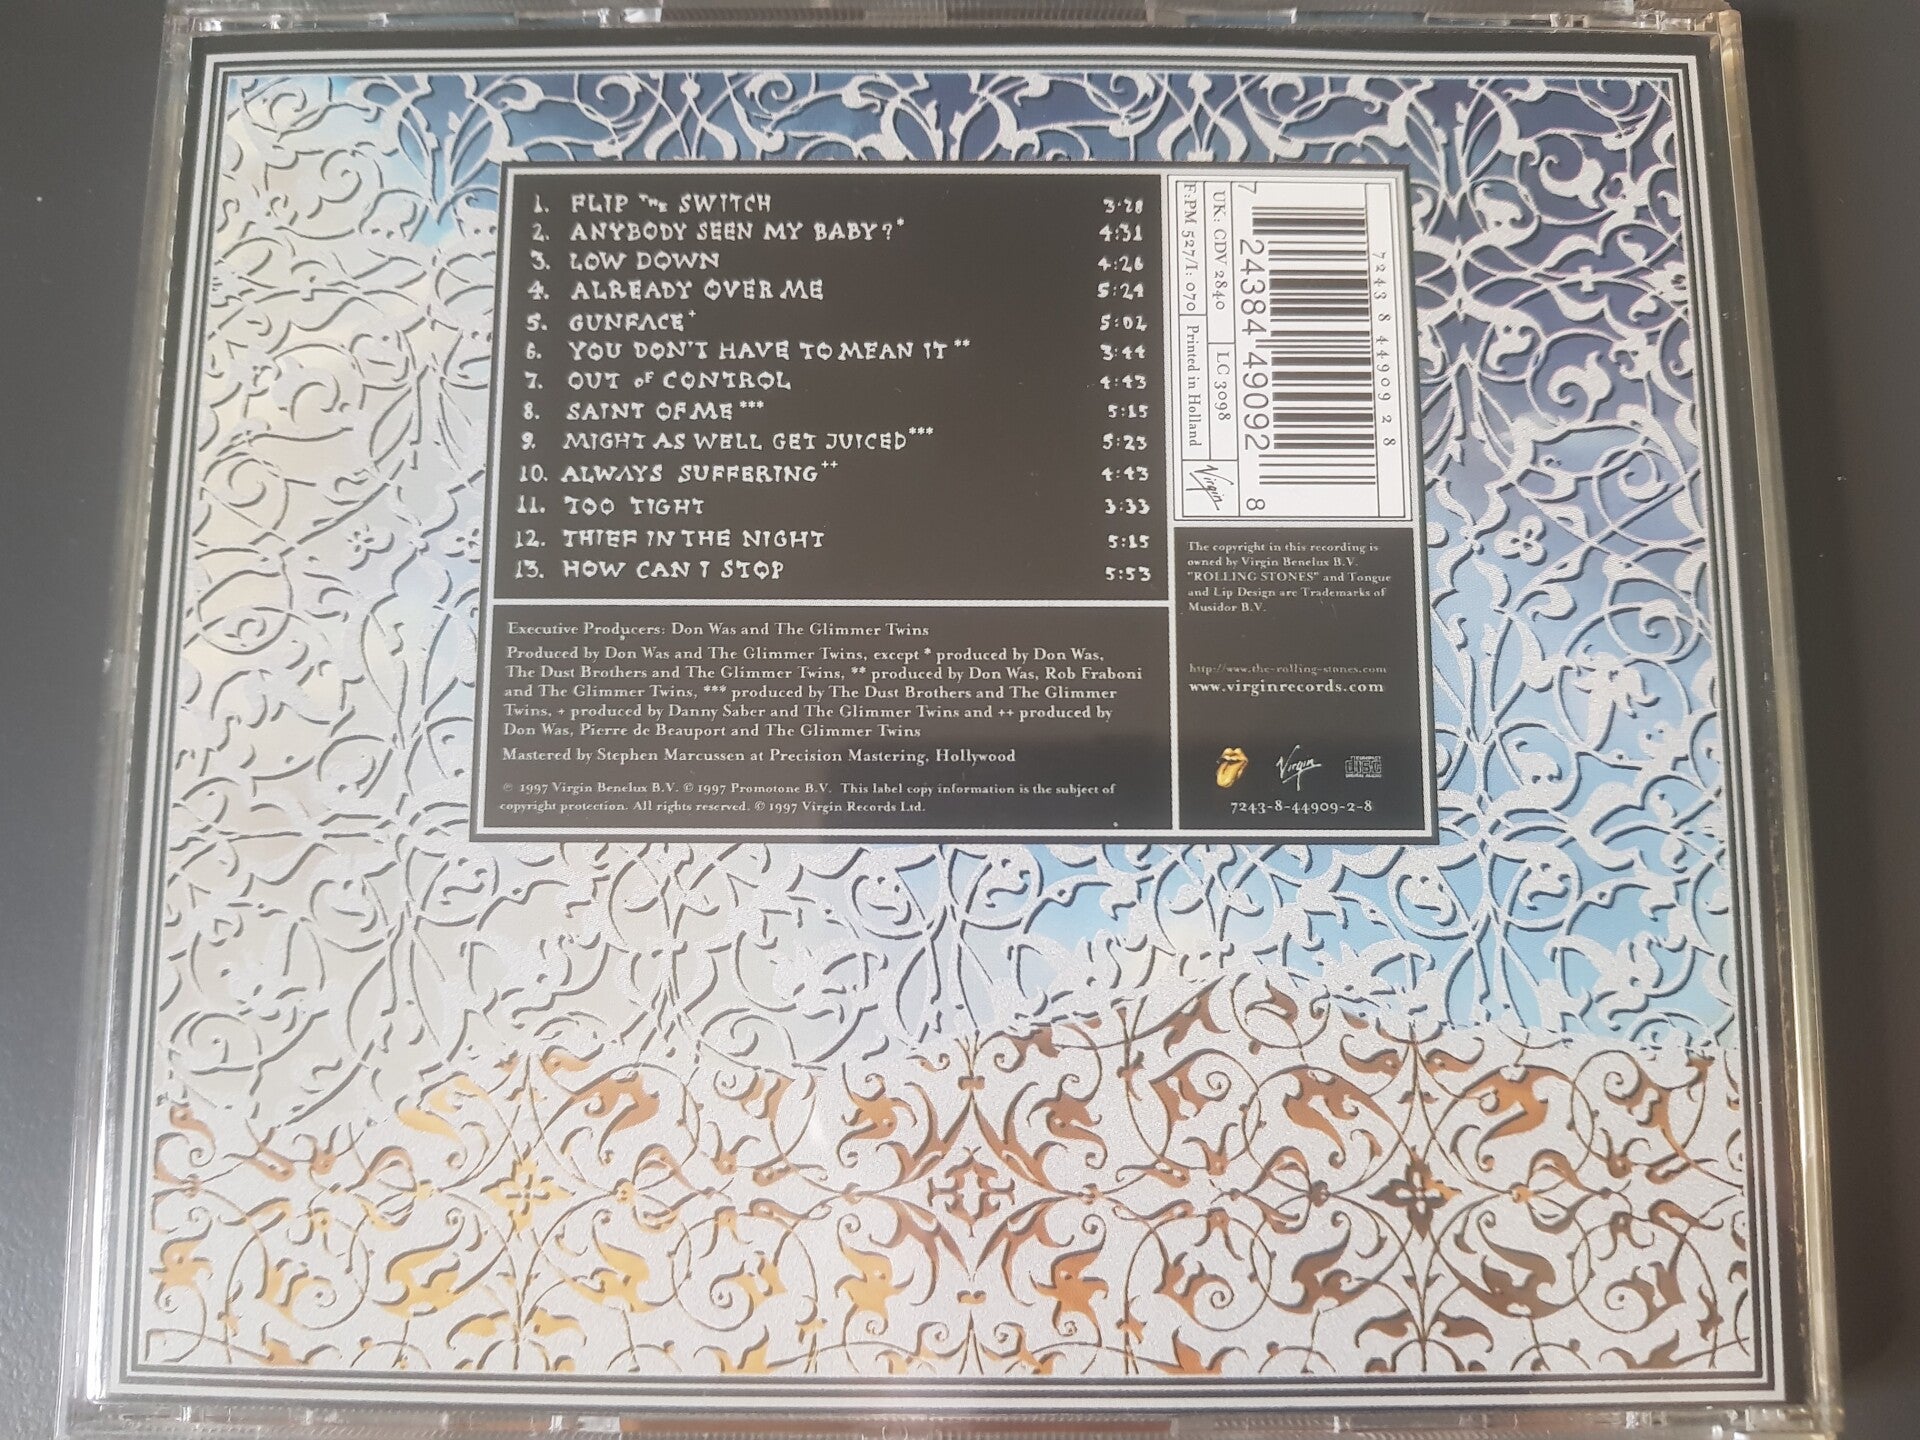 1. FLIP THE SWITCH 3:28
2. ANYBODY SEEN MY BABY?* 4:31
3. LOW DOWN 4:26
4. ALREADY OVER ME 5:24
5. GUNFACE+ 5:02
6. YOU DON'T HAVE TO MEAN IT** 3:44
7. OUT OF CONTROL 4:43
8. SAINT OF ME*** 5:15
9. MIGHT AS WELL GET JUICED*** 5:23
10. ALWAYS SUFFERING++ 4:43
11. TOO TIGHT 3:33
12. THIEF IN THE NIGHT 5:15
13. HOW CAN I STOP 5:53
Executive Producers: Don Was and The Glimmer Twins
Produced by Don Was and The Glimmer Twins, except * produced by Don Was,
The Dust Brothers and The Glimmer Twins, ** produced by Don Was, Rob Fraboni
and The Glimmer Twins, *** produced by The Dust Brothers and The Glimmer
Twins, + produced by Danny Saber and The Glimmer Twins and ++ produced by
Don Was, Pierre de Beauport and The Glimmer Twins
Mastered by Stephen Marcussen at Precision Mastering, Hollywood
℗ 1997 Virgin Benelux B.V. © 1997 Promotone B.V. This label copy information is the subject of
copyright protection. All rights reserved. © 1997 Virgin Records Ltd.
7243 8 44909 2 8
7 24384 49092 8
UK: CDV 2840 LC 3098
F: PM 527/I: 070 Printed in Holland
Virgin
The copyright in this recording is
owned by Virgin Benelux B.V.
"ROLLING STONES" and Tongue
and Lip Design are Trademarks of
Musidor B.V.
http://www.the-rolling-stones.com
www.virginrecords.com
Virgin
COMPACT
disc
DIGITAL AUDIO
7243-8-44909-2-8